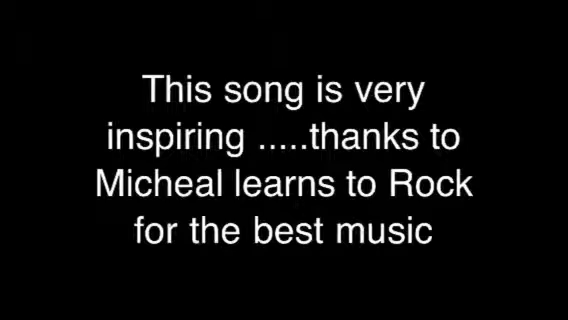 This song is very
inspiring .....thanks to
Micheal learns to Rock
for the best music